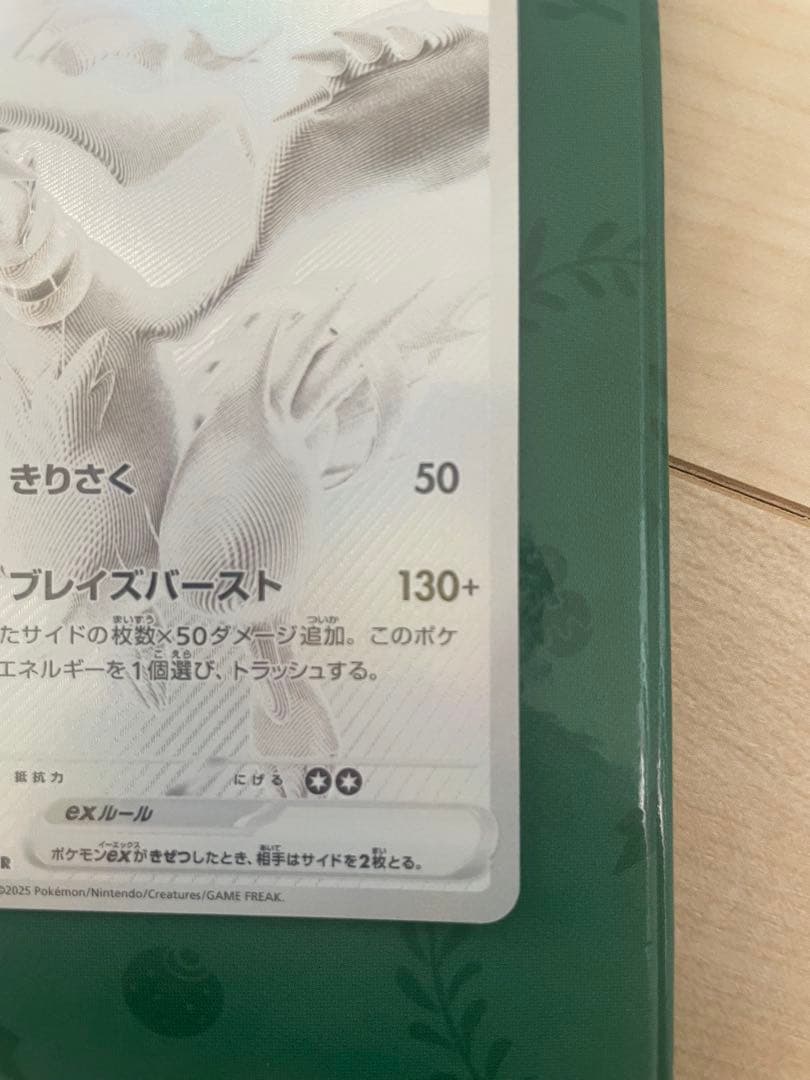 きりさく 50
ブレイズバースト 130+
たサイドの枚数×50ダメージ追加。このポケ
エネルギーを1個選び、トラッシュする。
抵抗力 にげる
exルール
ポケモンexがきぜつしたとき、相手はサイドを2枚とる。
R
©2025 Pokémon/Nintendo/Creatures/GAME FREAK.